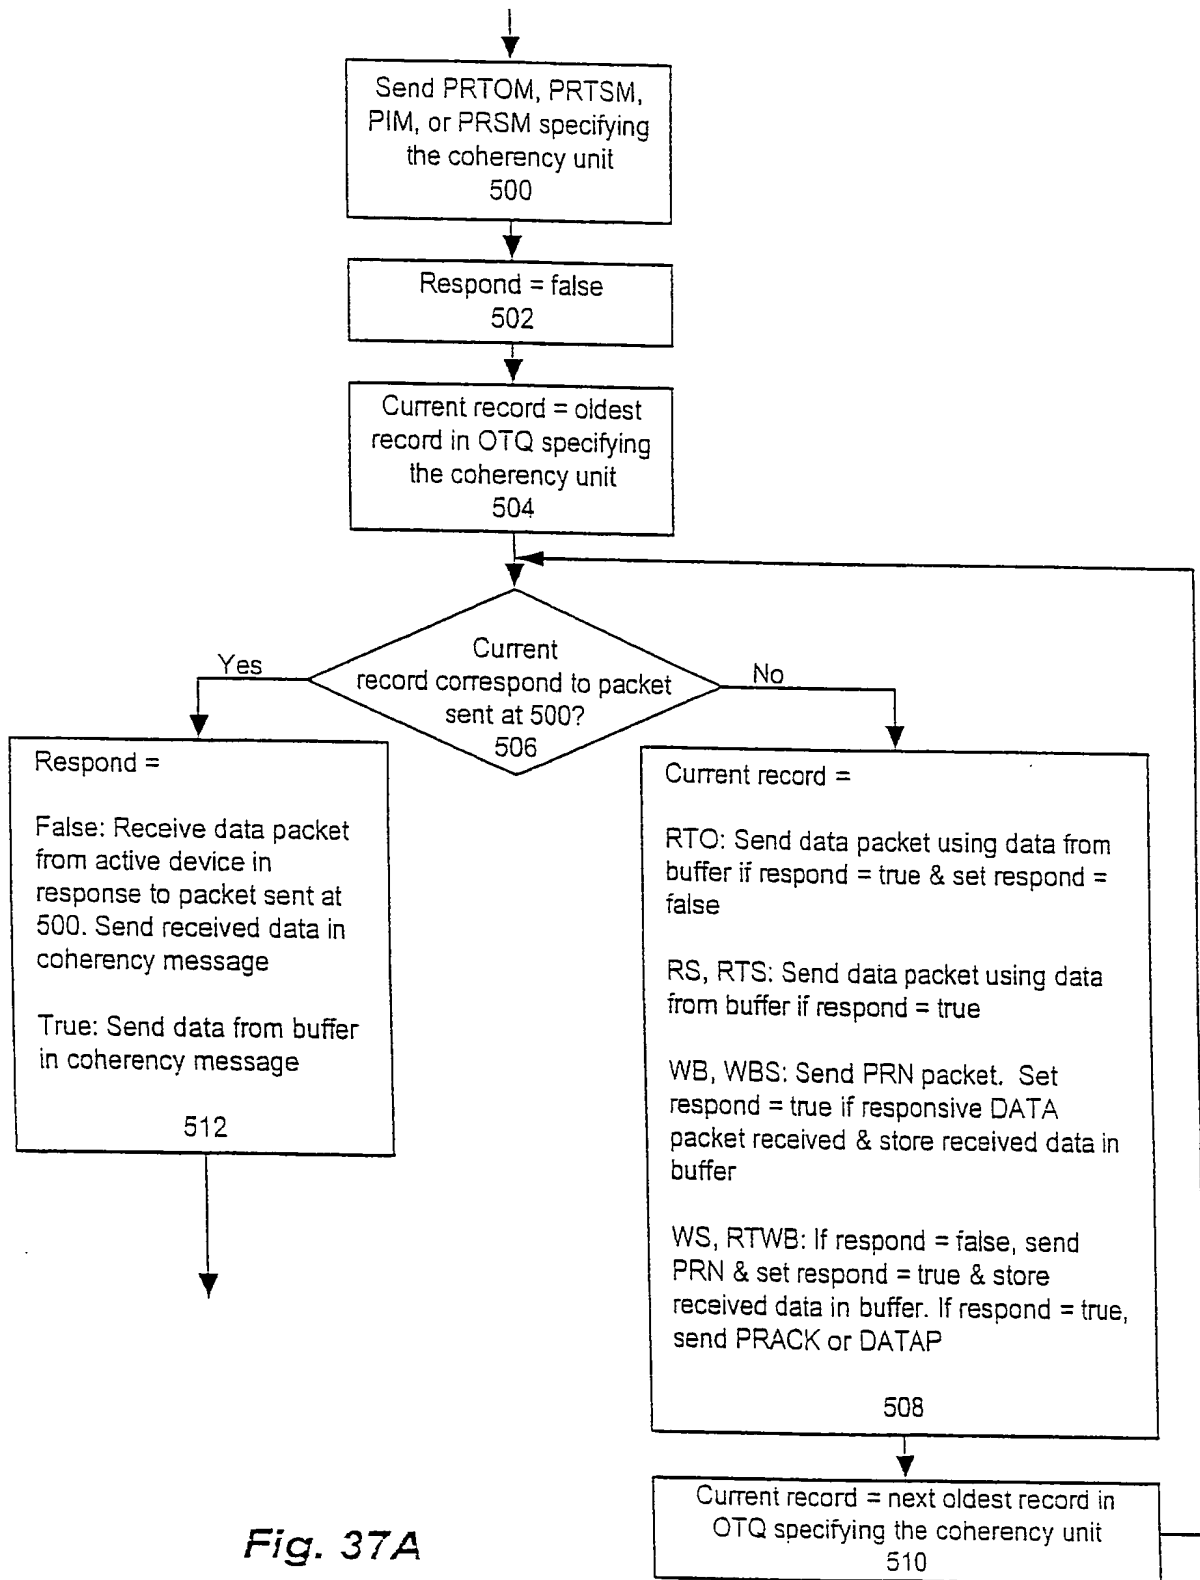 Send PRTOM, PRTSM,
PIM, or PRSM specifying
the coherency unit
500
Respond = false
502
Current record = oldest
record in OTQ specifying
the coherency unit
504
Current
record correspond to packet
sent at 500?
506
Yes
No
Respond =
False: Receive data packet
from active device in
response to packet sent at
500. Send received data in
coherency message
True: Send data from buffer
in coherency message
512
Current record =
RTO: Send data packet using data from
buffer if respond = true & set respond =
false
RS, RTS: Send data packet using data
from buffer if respond = true
WB, WBS: Send PRN packet. Set
respond = true if responsive DATA
packet received & store received data in
buffer
WS, RTWB: If respond = false, send
PRN & set respond = true & store
received data in buffer. If respond = true,
send PRACK or DATAP
508
Current record = next oldest record in
OTQ specifying the coherency unit
510
Fig. 37A